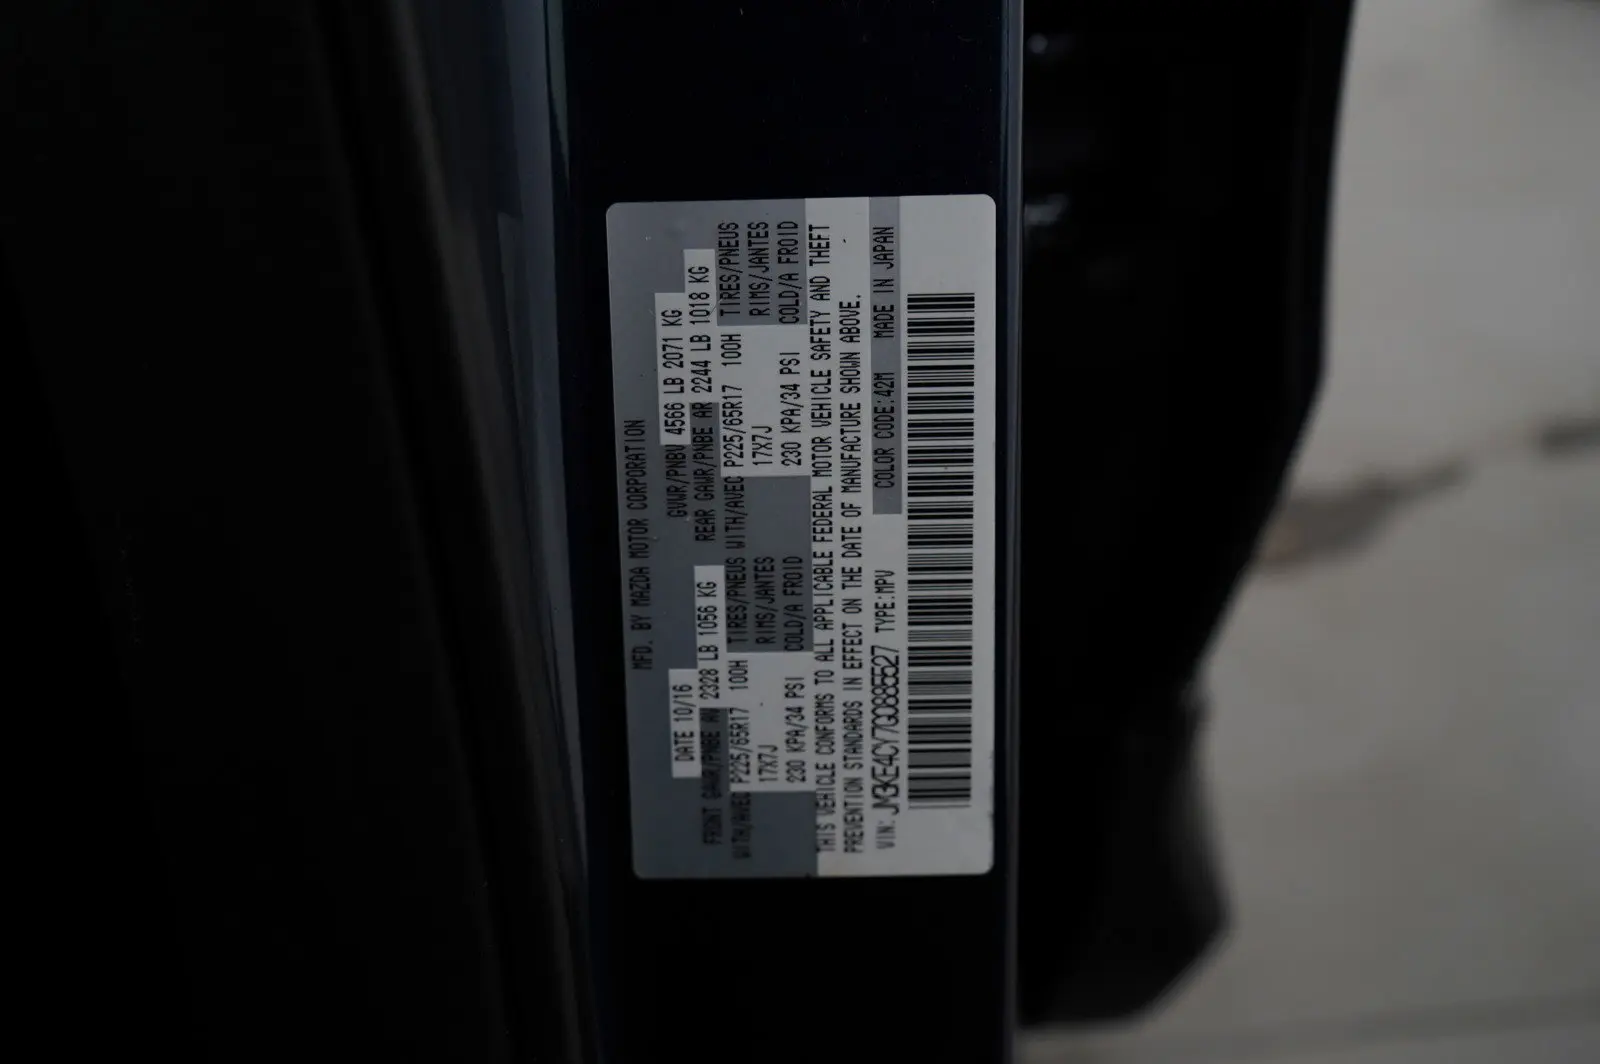 MFD. BY MAZDA MOTOR CORPORATION
DATE 10/16 GVWR/PNBV 4566 LB 2071 KG
FRONT GAWR/PNBE AV 2328 LB 1056 KG REAR GAWR/PNBE AR 2244 LB 1018 KG
WITH/AVEC P225/65R17 100H TIRES/PNEUS WITH/AVEC P225/65R17 100H TIRES/PNEUS
17X7J RIMS/JANTES 17X7J RIMS/JANTES
230 KPA/34 PSI COLD/A FROID 230 KPA/34 PSI COLD/A FROID
THIS VEHICLE CONFORMS TO ALL APPLICABLE FEDERAL MOTOR VEHICLE SAFETY AND THEFT
PREVENTION STANDARDS IN EFFECT ON THE DATE OF MANUFACTURE SHOWN ABOVE.
VIN: JM3KE4CY7G0885527 TYPE:MPV COLOR CODE:42M MADE IN JAPAN